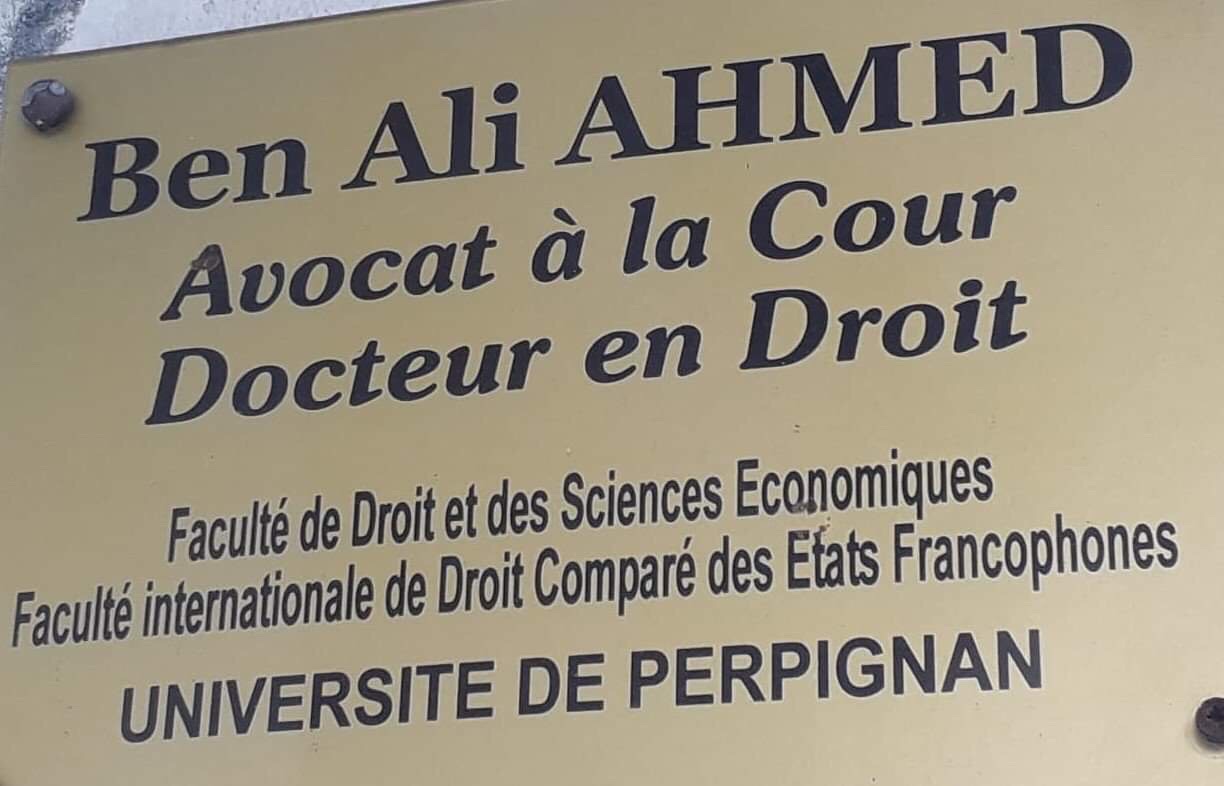 Ben Ali AHMED
Avocat à la Cour
Docteur en Droit
Faculté de Droit et des Sciences Economiques
Faculté internationale de Droit Comparé des Etats Francophones
UNIVERSITE DE PERPIGNAN